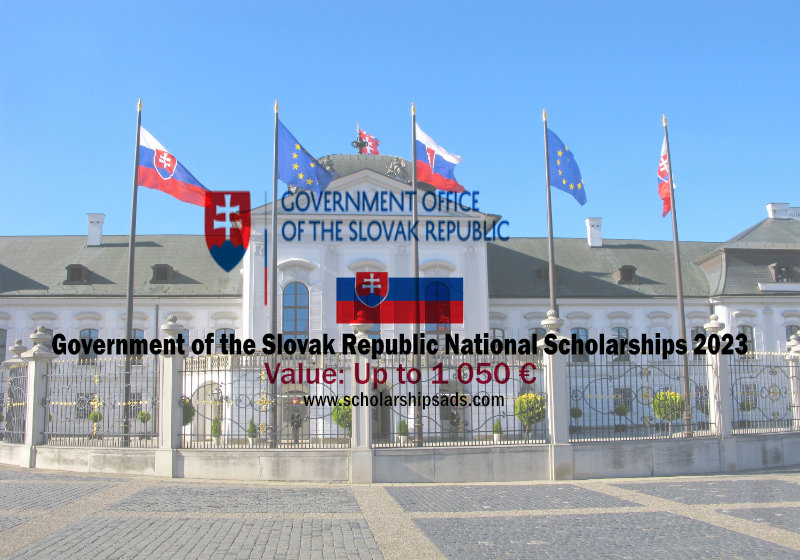 GOVERNMENT OFFICE
OF THE SLOVAK REPUBLIC
Government of the Slovak Republic National Scholarships 2023
Value: Up to 1 050 €
www.scholarshipsads.com